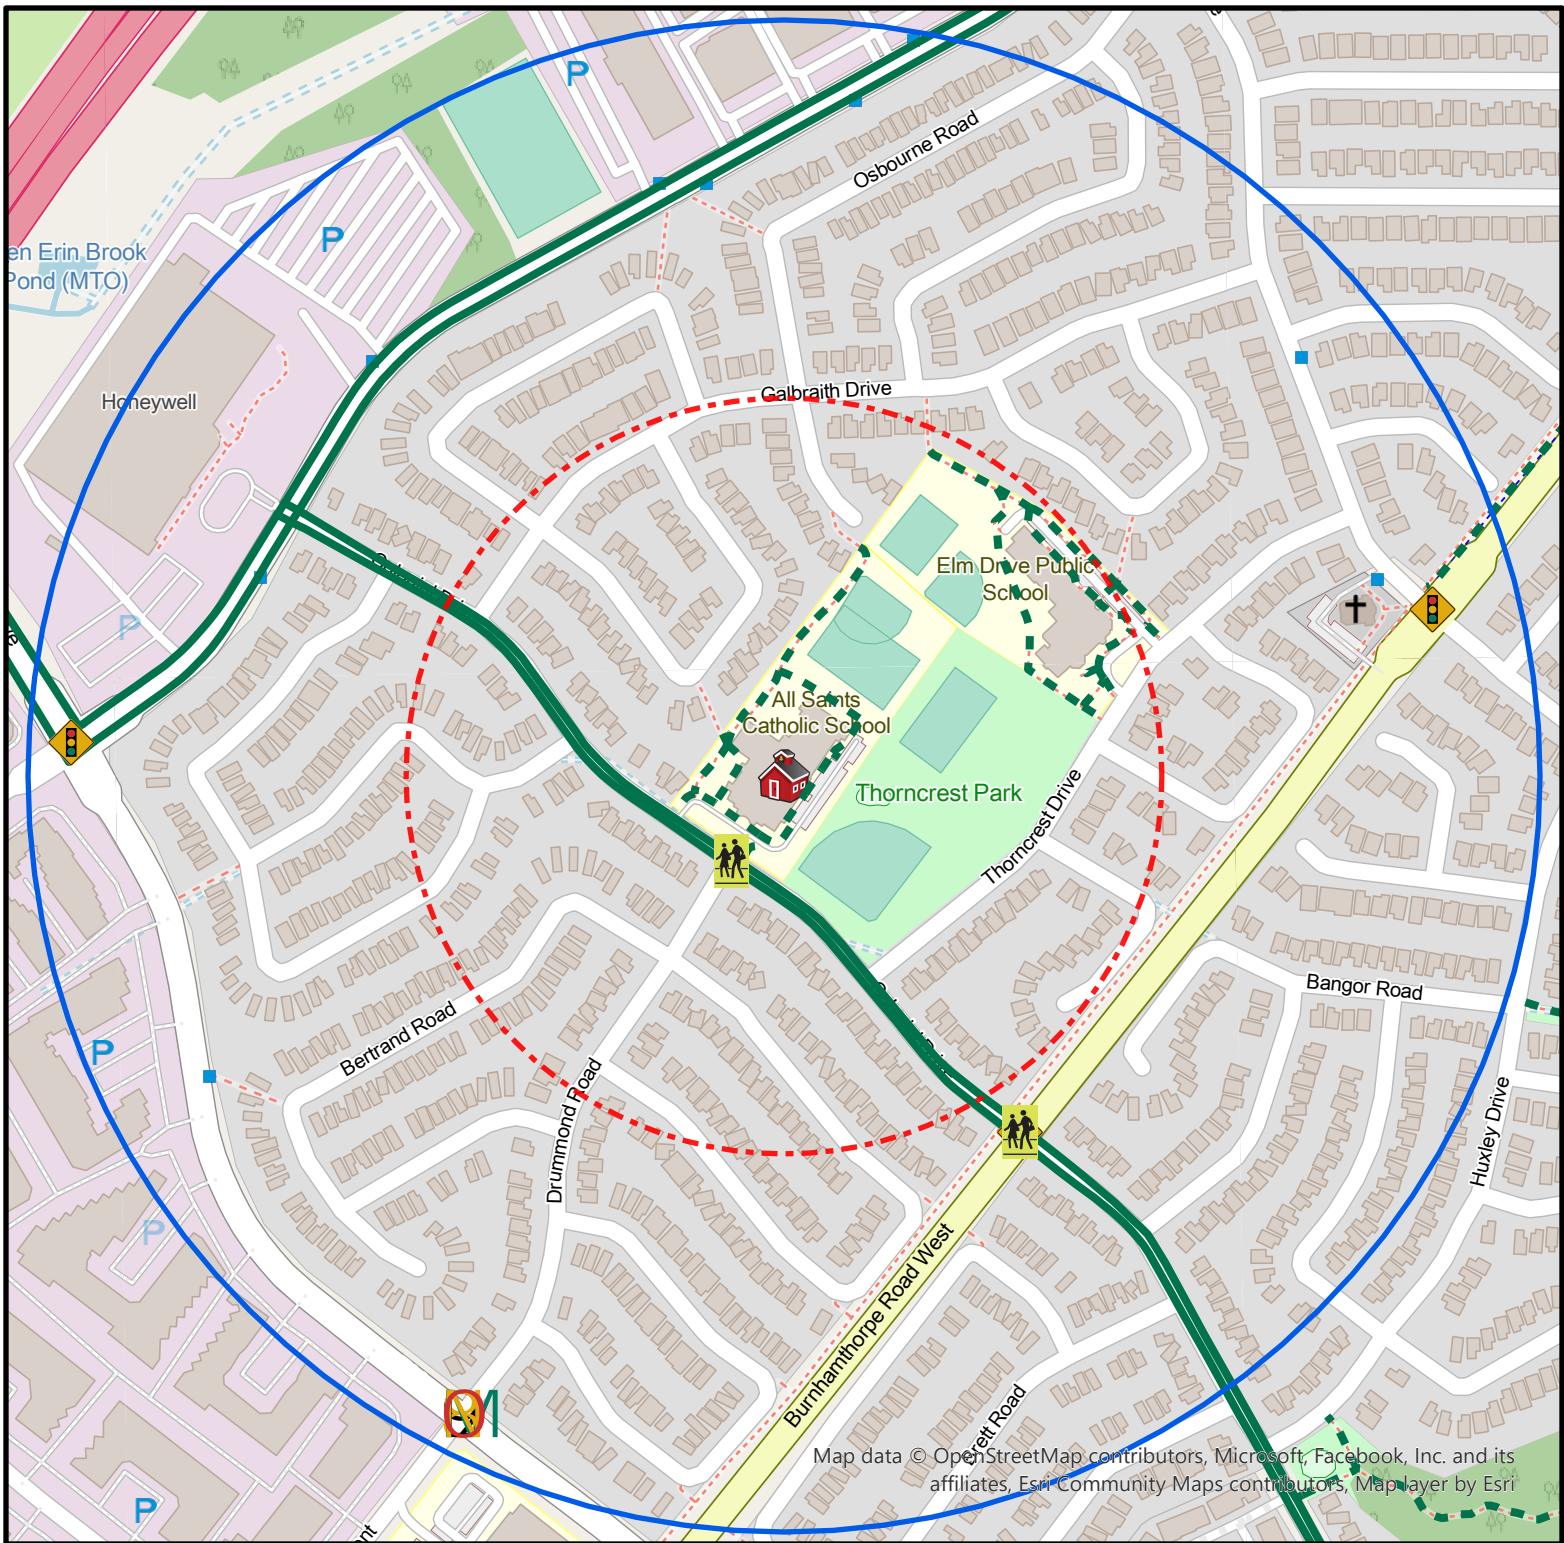 P
Osbourne Road
P
en Erin Brook
Pond (MTO)
Honeywell
Galbraith Drive
Elm Drive Public
School
P
All Saints
Catholic School
Thorncrest Park
Thorncrest Drive
Bangor Road
Bertrand Road
P
Drummond Road
Huxley Drive
P
Burnhamthorpe Road West
Brett Road
Map data © OpenStreetMap contributors, Microsoft, Facebook, Inc. and its
affiliates, Esri Community Maps contributors, Map layer by Esri
P